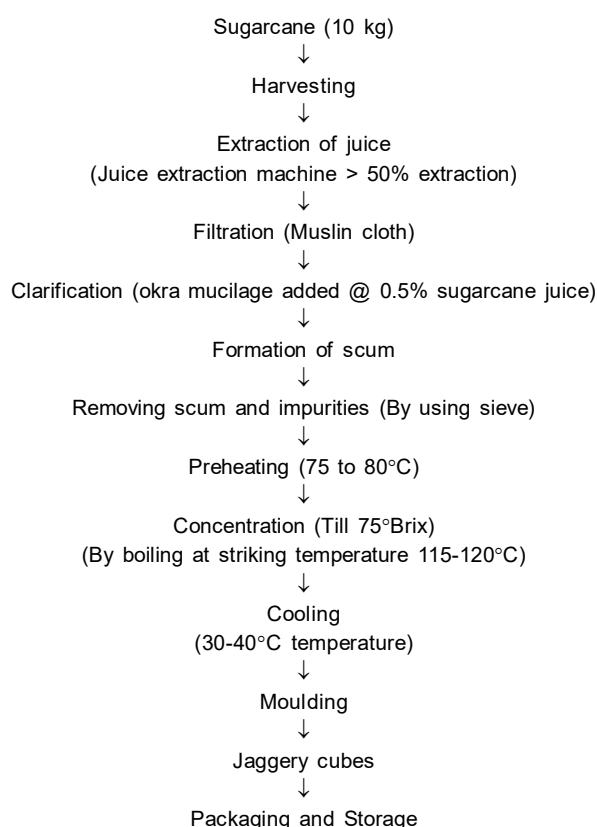 Sugarcane (10 kg)
↓
Harvesting
↓
Extraction of juice
(Juice extraction machine > 50% extraction)
↓
Filtration (Muslin cloth)
↓
Clarification (okra mucilage added @ 0.5% sugarcane juice)
↓
Formation of scum
↓
Removing scum and impurities (By using sieve)
↓
Preheating (75 to 80°C)
↓
Concentration (Till 75°Brix)
(By boiling at striking temperature 115-120°C)
↓
Cooling
(30-40°C temperature)
↓
Moulding
↓
Jaggery cubes
↓
Packaging and Storage